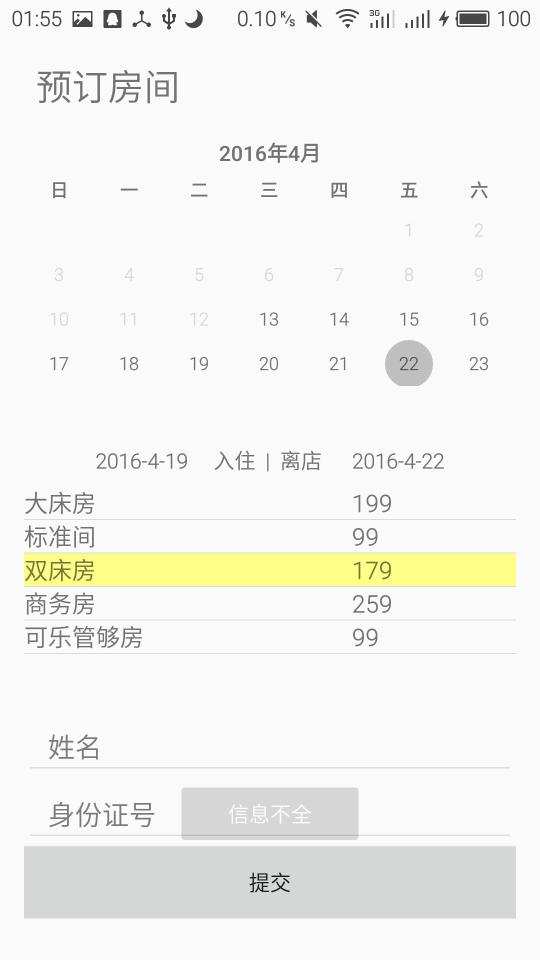 01:55 0.10 K/s 3G 100
预订房间
2016年4月
日 一 二 三 四 五 六
1 2
3 4 5 6 7 8 9
10 11 12 13 14 15 16
17 18 19 20 21 22 23
2016-4-19 入住 | 离店 2016-4-22
大床房 199
标准间 99
双床房 179
商务房 259
可乐管够房 99
姓名
身份证号 信息不全
提交